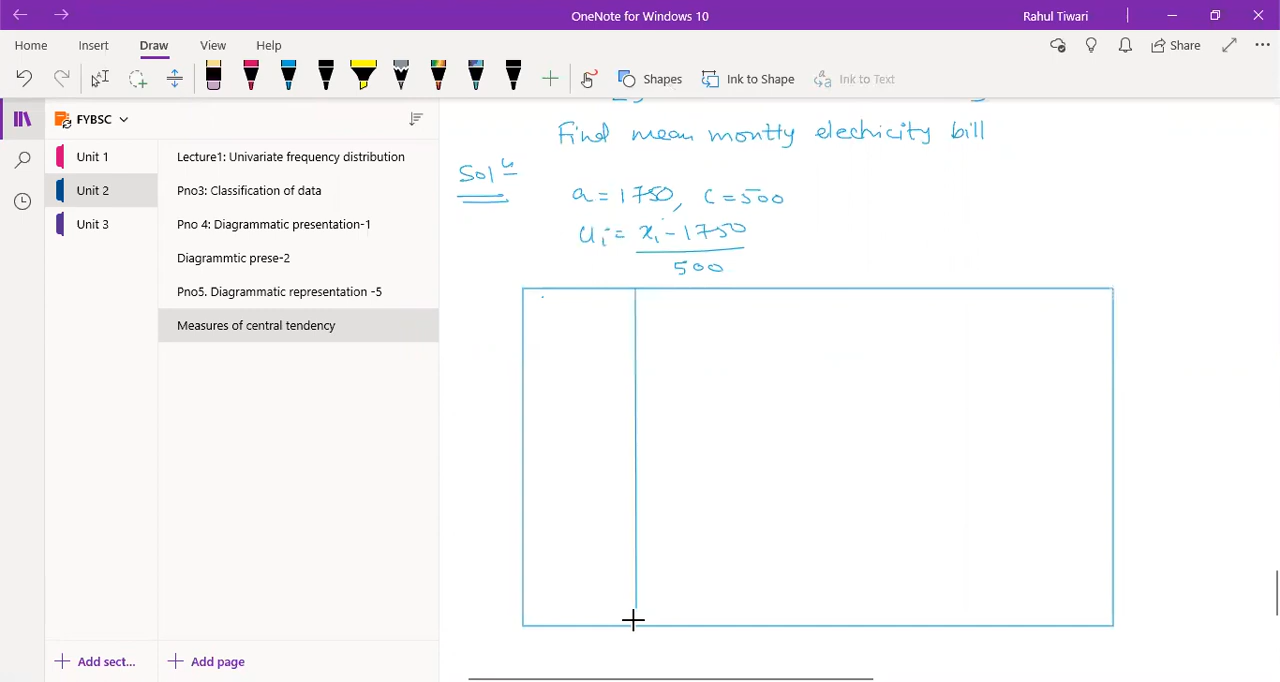 OneNote for Windows 10
Rahul Tiwari
Home Insert Draw View Help
Share
Shapes Ink to Shape Ink to Text
FYBSC
Unit 1
Unit 2
Unit 3
Lecture1: Univariate frequency distribution
Pno3: Classification of data
Pno 4: Diagrammatic presentation-1
Diagrammtic prese-2
Pno5. Diagrammatic representation -5
Measures of central tendency
Add sect...
Add page
Find mean montly electricity bill
Solⁿ
a = 1750, c = 500
ui = xi - 1750
500